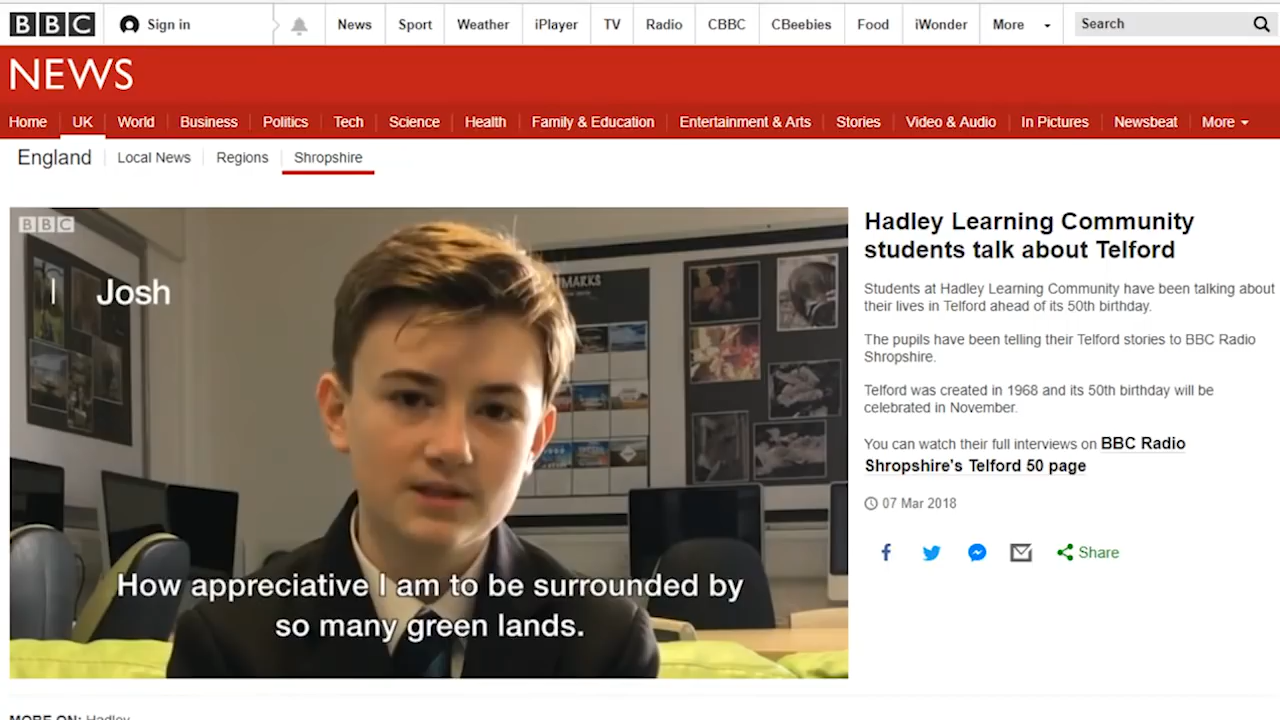 BBC Sign in News Sport Weather iPlayer TV Radio CBBC CBeebies Food iWonder More Search
NEWS
Home UK World Business Politics Tech Science Health Family & Education Entertainment & Arts Stories Video & Audio In Pictures Newsbeat More
England Local News Regions Shropshire
BBC
Josh
How appreciative I am to be surrounded by
so many green lands.
Hadley Learning Community
students talk about Telford
Students at Hadley Learning Community have been talking about
their lives in Telford ahead of its 50th birthday.
The pupils have been telling their Telford stories to BBC Radio
Shropshire.
Telford was created in 1968 and its 50th birthday will be
celebrated in November.
You can watch their full interviews on BBC Radio
Shropshire's Telford 50 page
07 Mar 2018
Share
MORE ON: Hadley